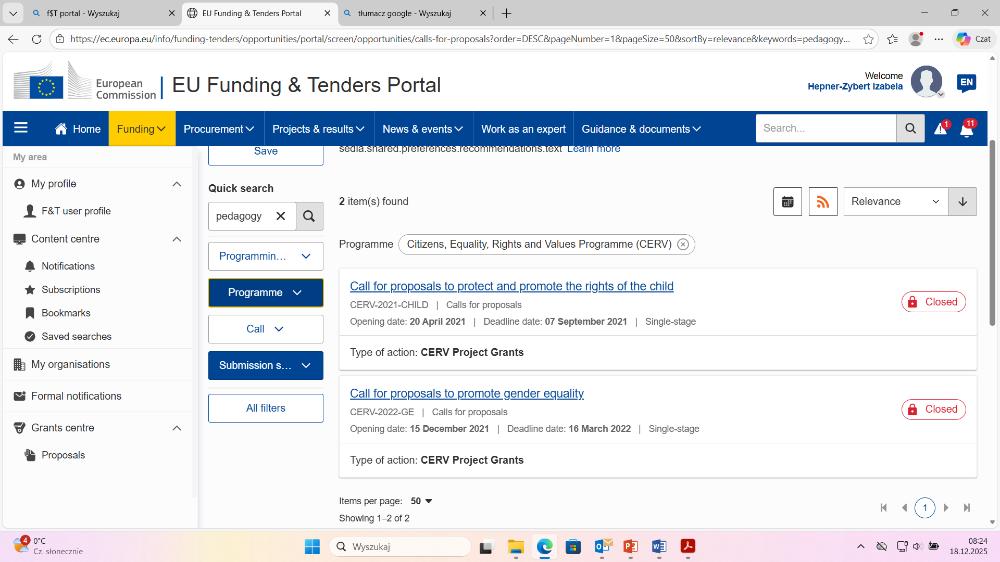 f$T portal - Wyszukaj
EU Funding & Tenders Portal
tłumacz google - Wyszukaj
https://ec.europa.eu/info/funding-tenders/opportunities/portal/screen/opportunities/calls-for-proposals?order=DESC&pageNumber=1&pageSize=50&sortBy=relevance&keywords=pedagogy...
Czat
European
Commission
EU Funding & Tenders Portal
Welcome
Hepner-Zybert Izabela
EN
Home
Funding
Procurement
Projects & results
News & events
Work as an expert
Guidance & documents
Search...
1
11
My area
My profile
F&T user profile
Content centre
Notifications
Subscriptions
Bookmarks
Saved searches
My organisations
Formal notifications
Grants centre
Proposals
Save
Quick search
pedagogy
Programmin...
Programme
Call
Submission s...
All filters
sedia.shared.preferences.recommendations.text Learn more
2 item(s) found
Relevance
Programme
Citizens, Equality, Rights and Values Programme (CERV)
Call for proposals to protect and promote the rights of the child
CERV-2021-CHILD | Calls for proposals
Opening date: 20 April 2021 | Deadline date: 07 September 2021 | Single-stage
Closed
Type of action: CERV Project Grants
Call for proposals to promote gender equality
CERV-2022-GE | Calls for proposals
Opening date: 15 December 2021 | Deadline date: 16 March 2022 | Single-stage
Closed
Type of action: CERV Project Grants
Items per page: 50
Showing 1–2 of 2
1
4
0°C
Cz. słonecznie
Wyszukaj
08:24
18.12.2025